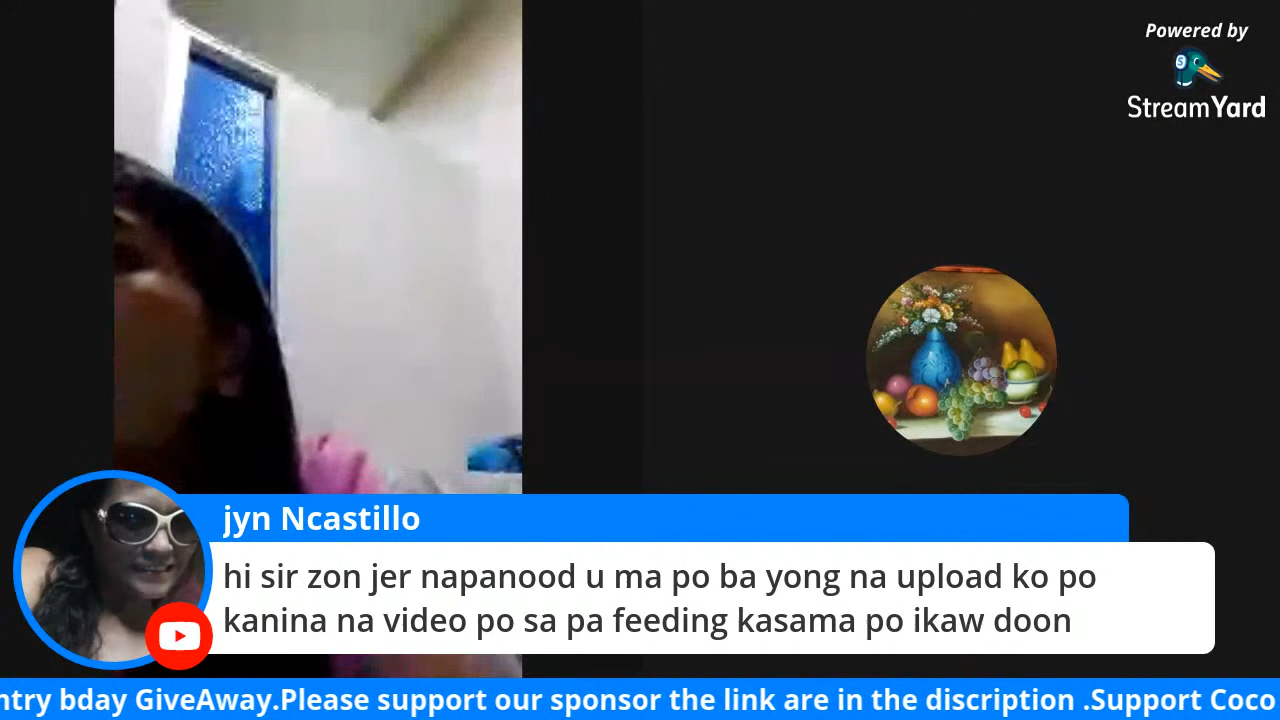 Powered by
StreamYard
jyn Ncastillo
hi sir zon jer napanood u ma po ba yong na upload ko po
kanina na video po sa pa feeding kasama po ikaw doon
ntry bday GiveAway.Please support our sponsor the link are in the discription .Support Coco